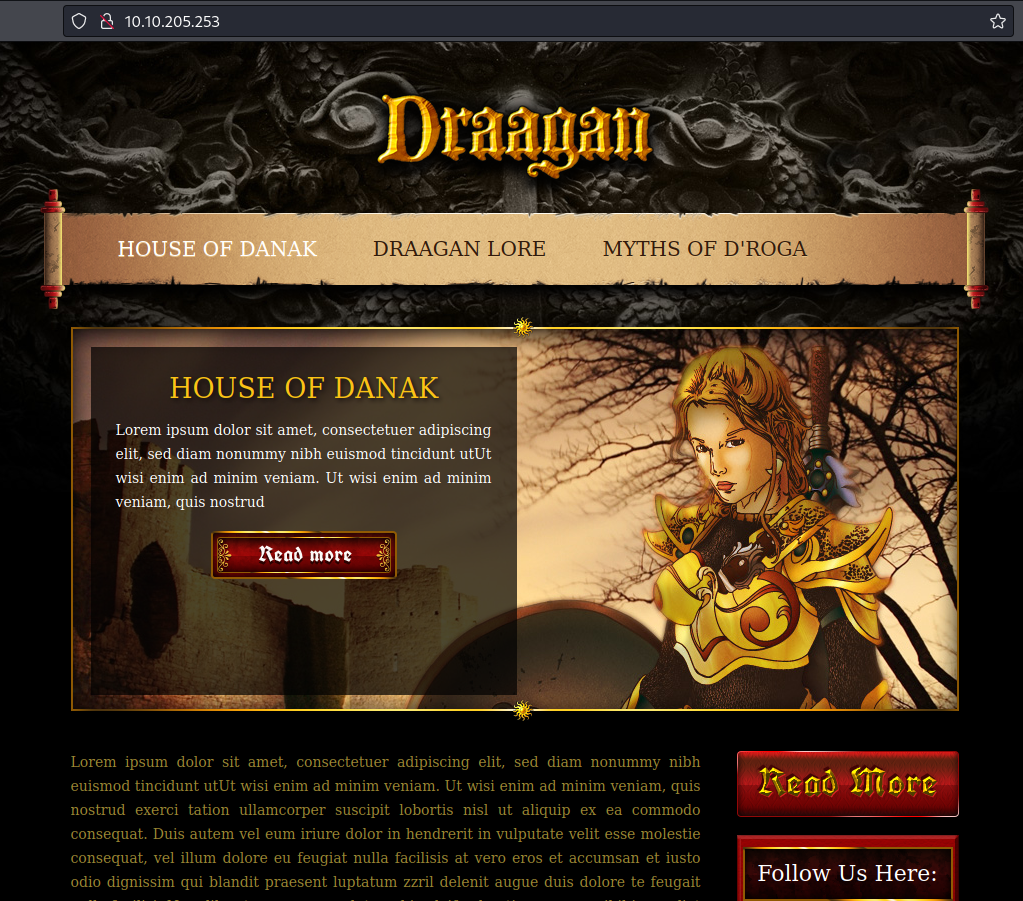 10.10.205.253
Draagan
HOUSE OF DANAK
DRAAGAN LORE
MYTHS OF D'ROGA
HOUSE OF DANAK
Lorem ipsum dolor sit amet, consectetuer adipiscing
elit, sed diam nonummy nibh euismod tincidunt utUt
wisi enim ad minim veniam. Ut wisi enim ad minim
veniam, quis nostrud
Read more
Lorem ipsum dolor sit amet, consectetuer adipiscing elit, sed diam nonummy nibh
euismod tincidunt utUt wisi enim ad minim veniam. Ut wisi enim ad minim veniam, quis
nostrud exerci tation ullamcorper suscipit lobortis nisl ut aliquip ex ea commodo
consequat. Duis autem vel eum iriure dolor in hendrerit in vulputate velit esse molestie
consequat, vel illum dolore eu feugiat nulla facilisis at vero eros et accumsan et iusto
odio dignissim qui blandit praesent luptatum zzril delenit augue duis dolore te feugait
Read More
Follow Us Here: